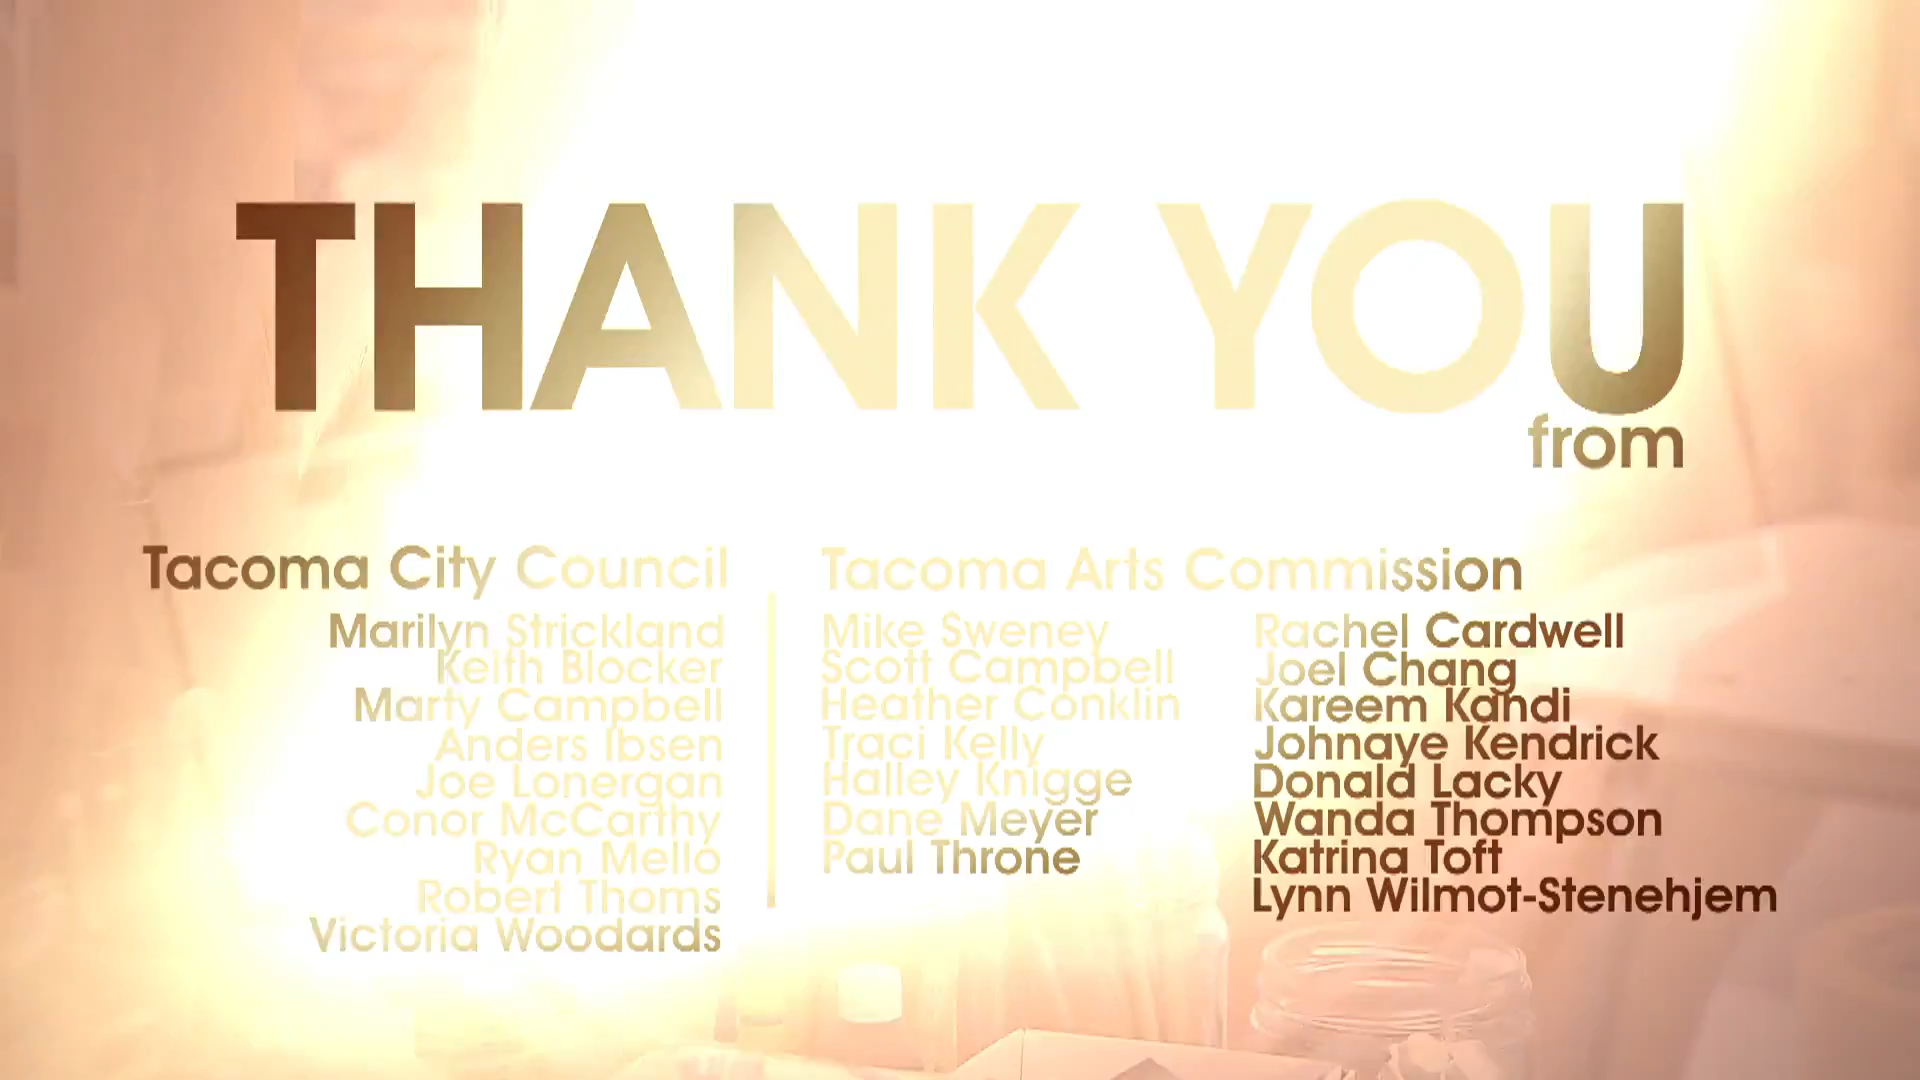 THANK YOU
from
Tacoma City Council
Marilyn Strickland
Keith Blocker
Marty Campbell
Anders Ibsen
Joe Lonergan
Conor McCarthy
Ryan Mello
Robert Thoms
Victoria Woodards
Tacoma Arts Commission
Mike Sweney
Scott Campbell
Heather Conklin
Traci Kelly
Halley Knigge
Dane Meyer
Paul Throne
Rachel Cardwell
Joel Chang
Kareem Kandi
Johnaye Kendrick
Donald Lacky
Wanda Thompson
Katrina Toft
Lynn Wilmot-Stenehjem